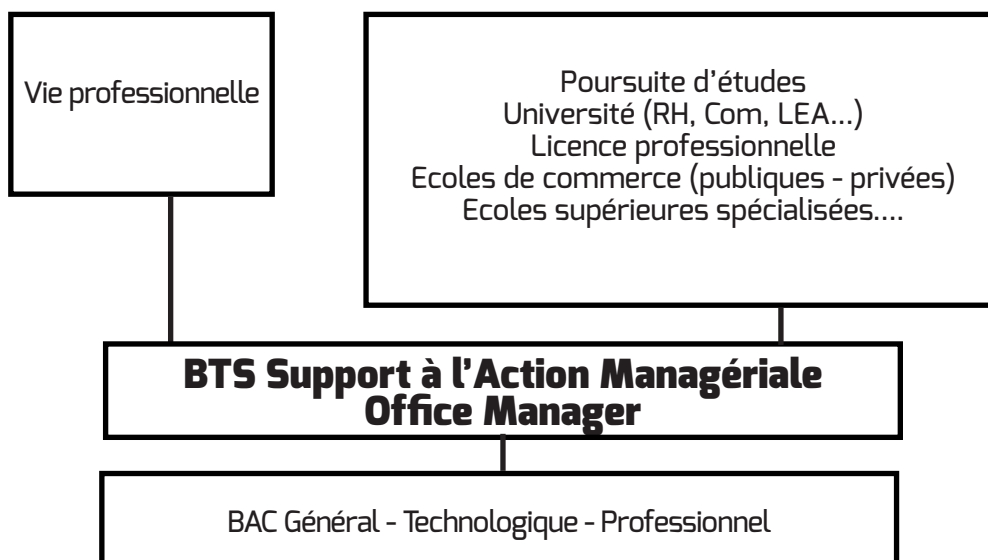 Vie professionnelle
Poursuite d'études
Université (RH, Com, LEA...)
Licence professionnelle
Ecoles de commerce (publiques - privées)
Ecoles supérieures spécialisées....
BTS Support à l'Action Managériale
Office Manager
BAC Général - Technologique - Professionnel